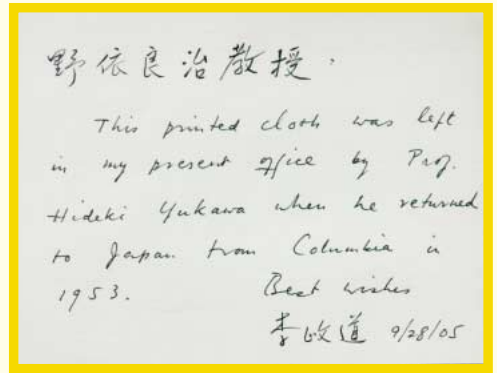 野依良治教授.
This printed cloth was left
in my present office by Prof.
Hideki Yukawa when he returned
to Japan from Columbia in
1953. Best wishes
李政道 9/28/05